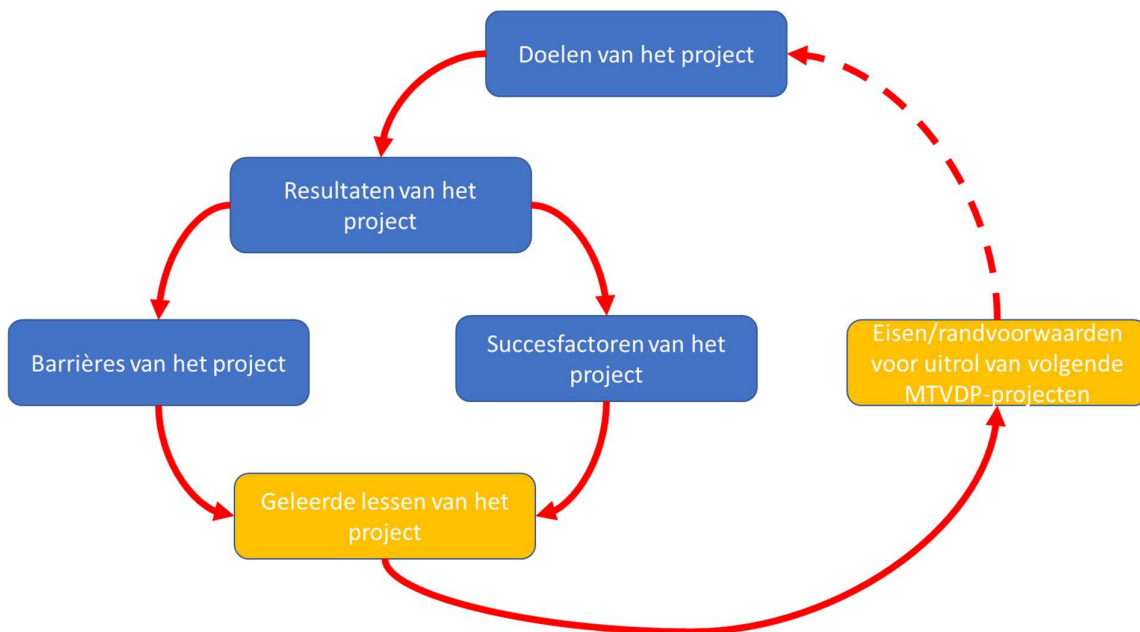 Doelen van het project
Resultaten van het
project
Barrières van het project
Succesfactoren van het
project
Eisen/randvoorwaarden
voor uitrol van volgende
MTVDP-projecten
Geleerde lessen van het
project